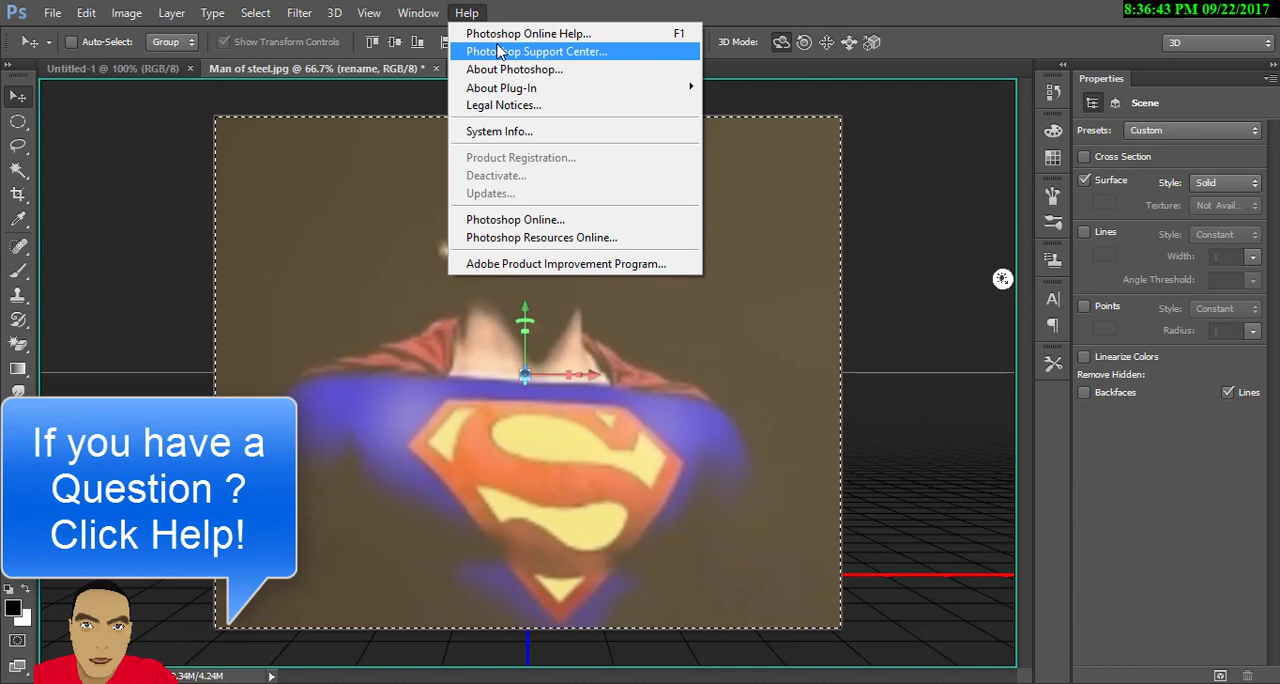 8:36:43 PM 09/22/2017
Ps File Edit Image Layer Type Select Filter 3D View Window Help
Auto-Select: Group Show Transform Controls 3D Mode: 3D
Untitled-1 @ 100% (RGB/8) × Man of steel.jpg @ 66.7% (rename, RGB/8) * ×
Photoshop Online Help... F1
Photoshop Support Center...
About Photoshop...
About Plug-In
Legal Notices...
System Info...
Product Registration...
Deactivate...
Updates...
Photoshop Online...
Photoshop Resources Online...
Adobe Product Improvement Program...
Properties
Scene
Presets: Custom
Cross Section
Surface Style: Solid
Texture: Not Avail...
Lines Style: Constant
Width: 1
Angle Threshold:
Points Style: Constant
Radius: 1
Linearize Colors
Remove Hidden:
Backfaces Lines
If you have a
Question ?
Click Help!
S
.34M/4.24M